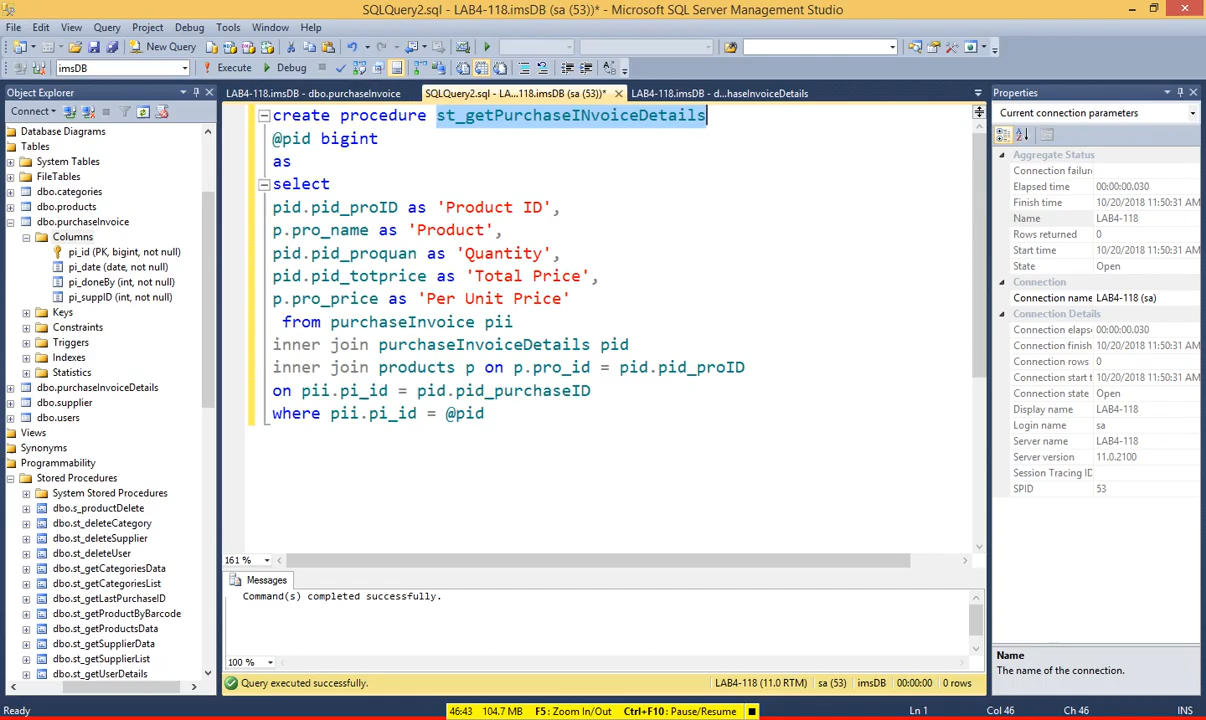 SQLQuery2.sql - LAB4-118.imsDB (sa (53))* - Microsoft SQL Server Management Studio
File Edit View Query Project Debug Tools Window Help
New Query
imsDB Execute Debug
Object Explorer
Connect
Database Diagrams
Tables
System Tables
FileTables
dbo.categories
dbo.products
dbo.purchaseInvoice
Columns
pi_id (PK, bigint, not null)
pi_date (date, not null)
pi_doneBy (int, not null)
pi_suppID (int, not null)
Keys
Constraints
Triggers
Indexes
Statistics
dbo.purchaseInvoiceDetails
dbo.supplier
dbo.users
Views
Synonyms
Programmability
Stored Procedures
System Stored Procedures
dbo.s_productDelete
dbo.st_deleteCategory
dbo.st_deleteSupplier
dbo.st_deleteUser
dbo.st_getCategoriesData
dbo.st_getCategoriesList
dbo.st_getLastPurchaseID
dbo.st_getProductByBarcode
dbo.st_getProductsData
dbo.st_getSupplierData
dbo.st_getSupplierList
dbo.st_getUserDetails
LAB4-118.imsDB - dbo.purchaseInvoice SQLQuery2.sql - LA...118.imsDB (sa (53))* LAB4-118.imsDB - d...haseInvoiceDetails
create procedure st_getPurchaseINvoiceDetails
@pid bigint
as
select
pid.pid_proID as 'Product ID',
p.pro_name as 'Product',
pid.pid_proquan as 'Quantity',
pid.pid_totprice as 'Total Price',
p.pro_price as 'Per Unit Price'
from purchaseInvoice pii
inner join purchaseInvoiceDetails pid
inner join products p on p.pro_id = pid.pid_proID
on pii.pi_id = pid.pid_purchaseID
where pii.pi_id = @pid
161 %
Messages
Command(s) completed successfully.
100 %
Query executed successfully. LAB4-118 (11.0 RTM) sa (53) imsDB 00:00:00 0 rows
Properties
Current connection parameters
Aggregate Status
Connection failure
Elapsed time 00:00:00.030
Finish time 10/20/2018 11:50:31 AM
Name LAB4-118
Rows returned 0
Start time 10/20/2018 11:50:31 AM
State Open
Connection
Connection name LAB4-118 (sa)
Connection Details
Connection elaps 00:00:00.030
Connection finish 10/20/2018 11:50:31 AM
Connection rows 0
Connection start t 10/20/2018 11:50:31 AM
Connection state Open
Display name LAB4-118
Login name sa
Server name LAB4-118
Server version 11.0.2100
Session Tracing ID
SPID 53
Name
The name of the connection.
Ready 46:43 104.7 MB F5: Zoom In/Out Ctrl+F10: Pause/Resume Ln 1 Col 46 Ch 46 INS